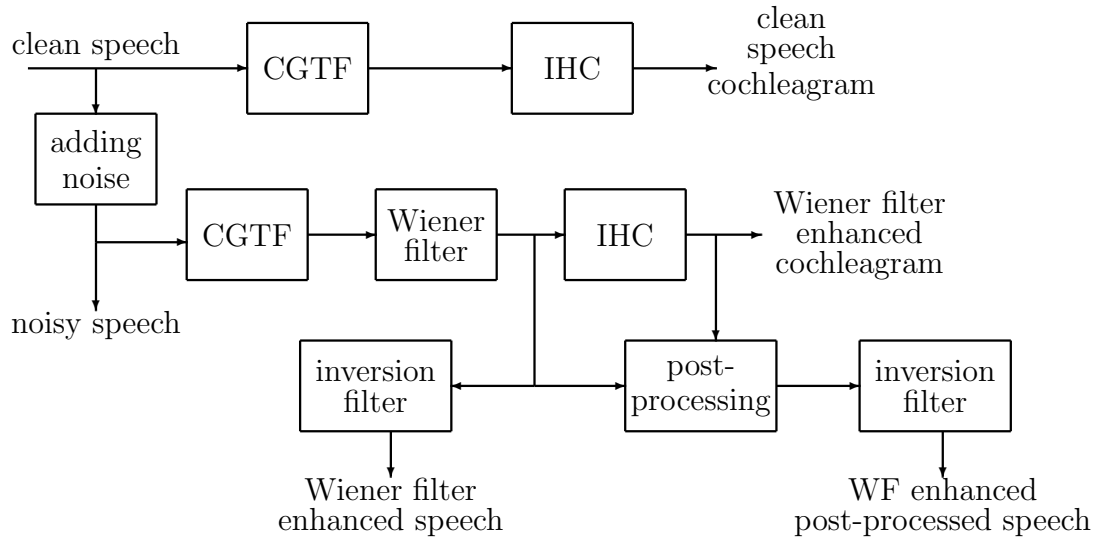 clean speech
CGTF
IHC
clean
speech
cochleagram
adding
noise
CGTF
Wiener
filter
IHC
Wiener filter
enhanced
cochleagram
noisy speech
inversion
filter
post-
processing
inversion
filter
Wiener filter
enhanced speech
WF enhanced
post-processed speech